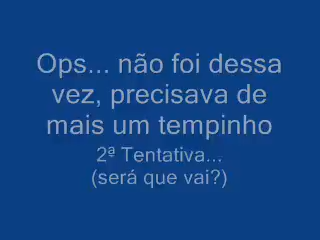 Ops... não foi dessa
vez, precisava de
mais um tempinho
2ª Tentativa...
(será que vai?)